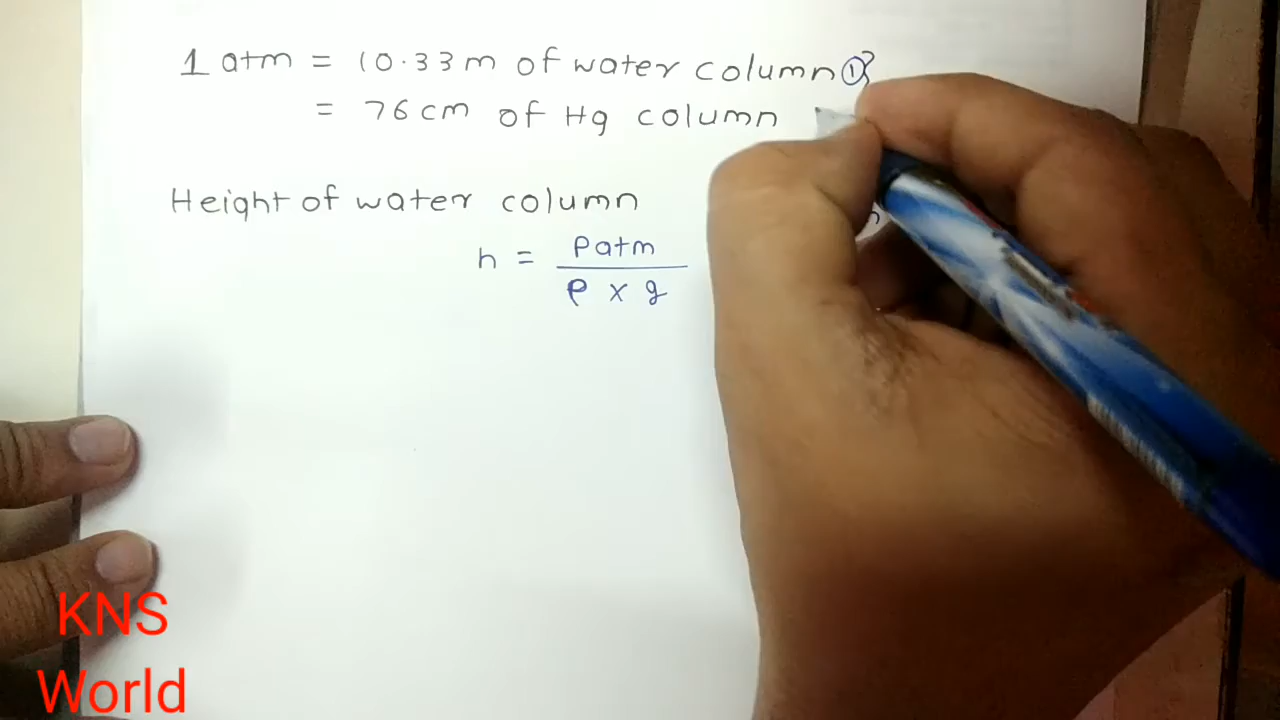 1 atm = 10.33 m of water column ①?
= 76 cm of Hg column
Height of water column
h = Patm
ρ x g
KNS
World